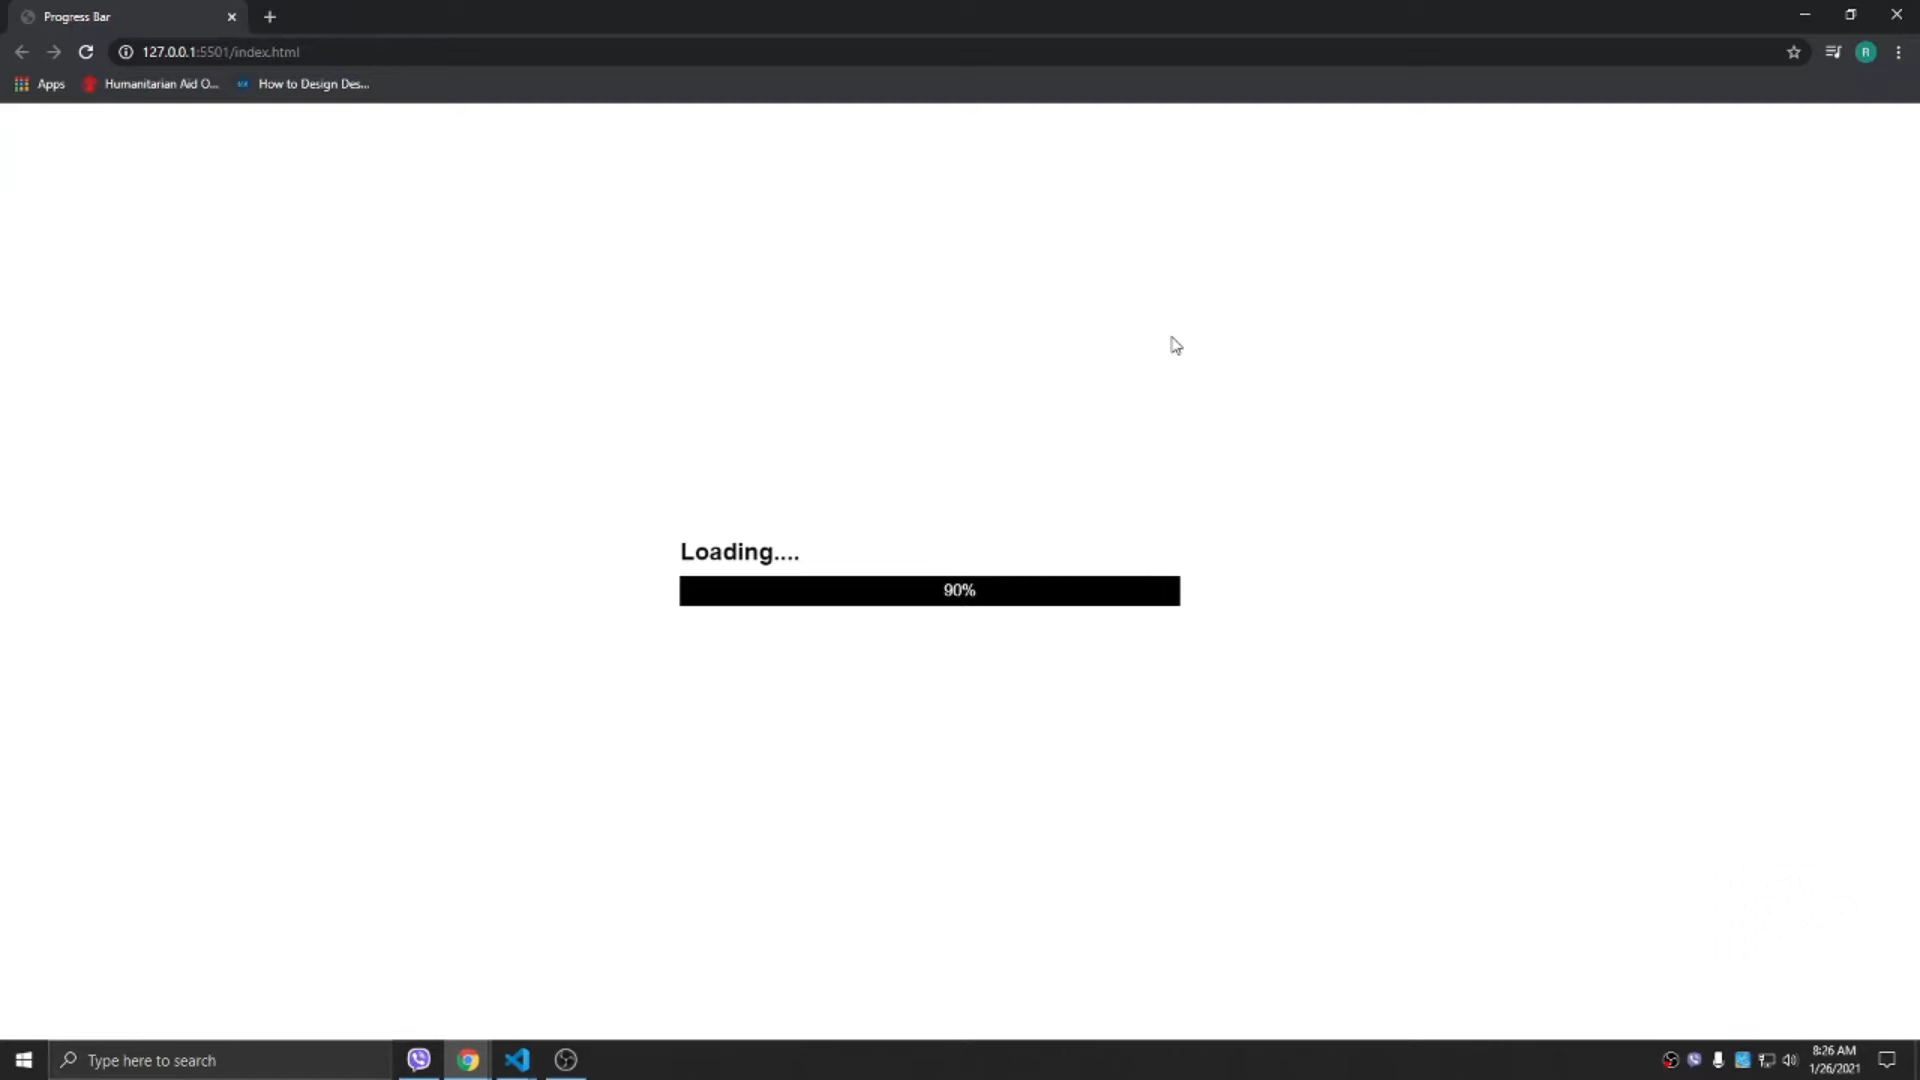 Progress Bar
127.0.0.1:5501/index.html
R
Apps
Humanitarian Aid O...
How to Design Des...
Loading....
90%
Type here to search
8:26 AM
1/26/2021